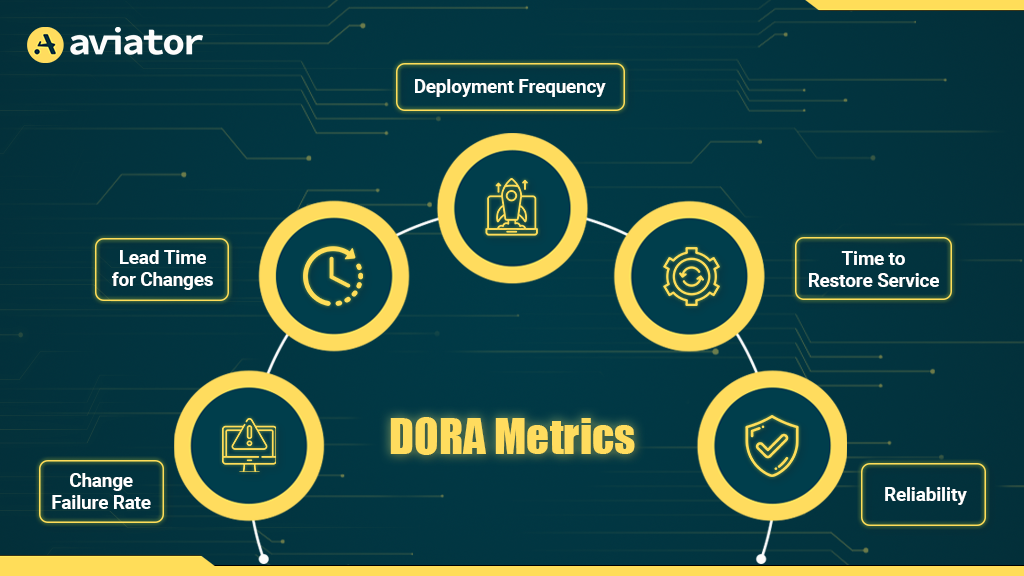 aviator
Deployment Frequency
Lead Time
for Changes
Time to
Restore Service
DORA Metrics
Change
Failure Rate
Reliability